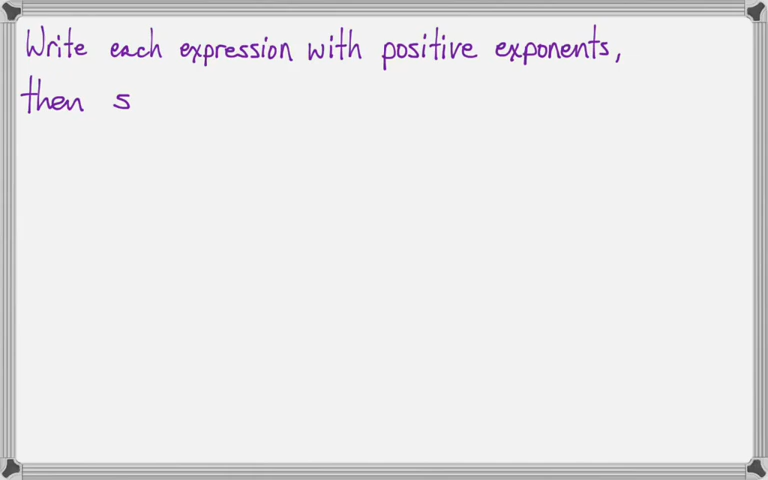 Write each expression with positive exponents,
then s